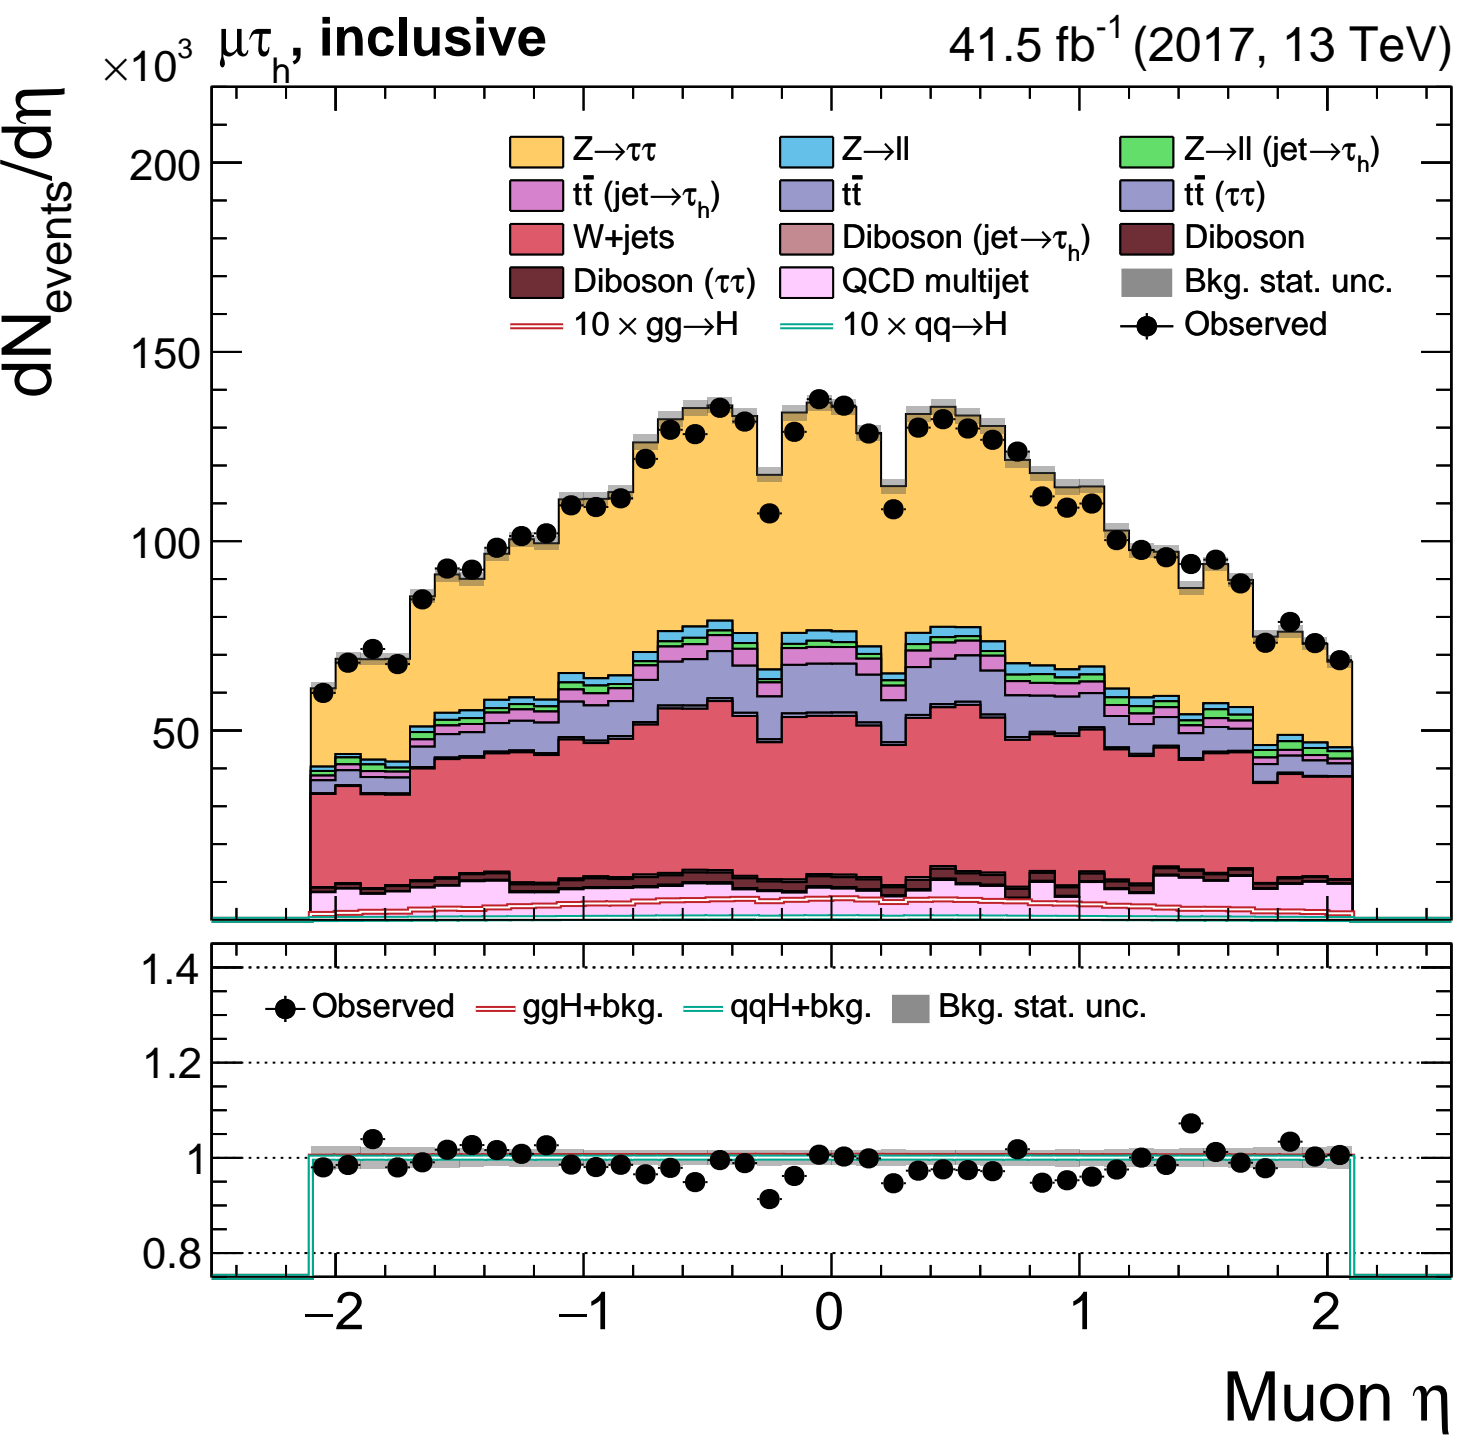 ×10³ μτₕ, inclusive 41.5 fb⁻¹ (2017, 13 TeV)
dN_events/dη
Z→ττ Z→ll Z→ll (jet→τₕ)
tt̄ (jet→τₕ) tt̄ tt̄ (ττ)
W+jets Diboson (jet→τₕ) Diboson
Diboson (ττ) QCD multijet Bkg. stat. unc.
10 × gg→H 10 × qq→H Observed
200
150
100
50
1.4
Observed ggH+bkg. qqH+bkg. Bkg. stat. unc.
1.2
1
0.8
−2 −1 0 1 2
Muon η